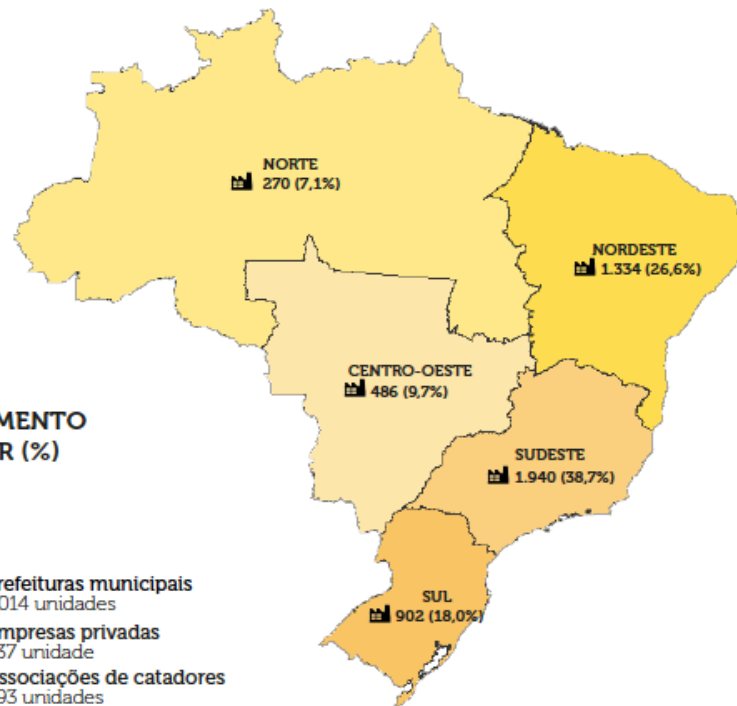 NORTE
270 (7,1%)
NORDESTE
1.334 (26,6%)
CENTRO-OESTE
486 (9,7%)
MENTO
R (%)
SUDESTE
1.940 (38,7%)
SUL
902 (18,0%)
refeituras municipais
014 unidades
mpresas privadas
37 unidade
ssociações de catadores
93 unidades